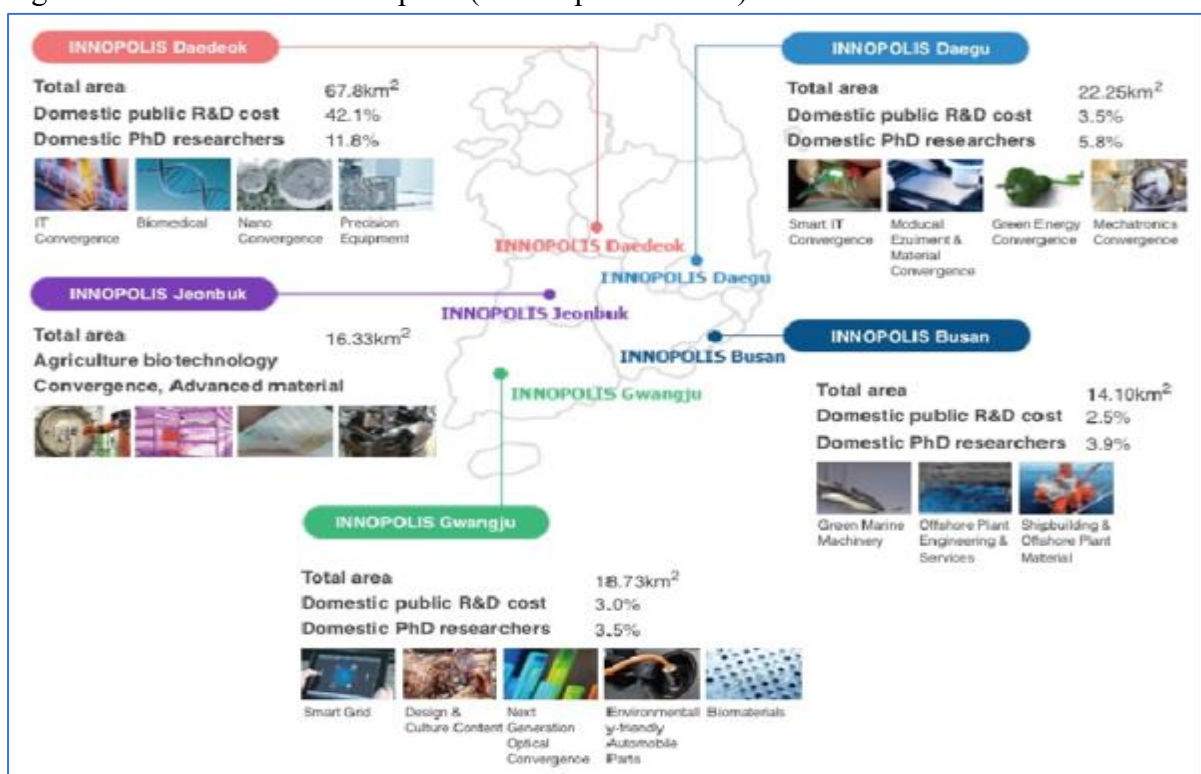 INNOPOLIS Daedeok
Total area 67.8km2
Domestic public R&D cost 42.1%
Domestic PhD researchers 11.8%
IT Convergence
Biomedical
Nano Convergence
Precision Equipment
INNOPOLIS Daegu
Total area 22.25km2
Domestic public R&D cost 3.5%
Domestic PhD researchers 5.8%
Smart IT Convergence
Mcducal Ezuiment & Material Convergence
Green Energy Convergence
Mechatronics Convergence
INNOPOLIS Daedeok
INNOPOLIS Daegu
INNOPOLIS Jeonbuk
INNOPOLIS Busan
INNOPOLIS Gwangju
INNOPOLIS Jeonbuk
Total area 16.33km2
Agriculture biotechnology
Convergence, Advanced material
INNOPOLIS Busan
Total area 14.10km2
Domestic public R&D cost 2.5%
Domestic PhD researchers 3.9%
Green Marine Machinery
Offshore Plant Engineering & Services
Shipbuilding & Offshore Plant Material
INNOPOLIS Gwangju
Total area 18.73km2
Domestic public R&D cost 3.0%
Domestic PhD researchers 3.5%
Smart Grid
Design & Culture Content
Next Generation Optical Convergence
Environmentally-friendly Automobile Parts
Biomaterials